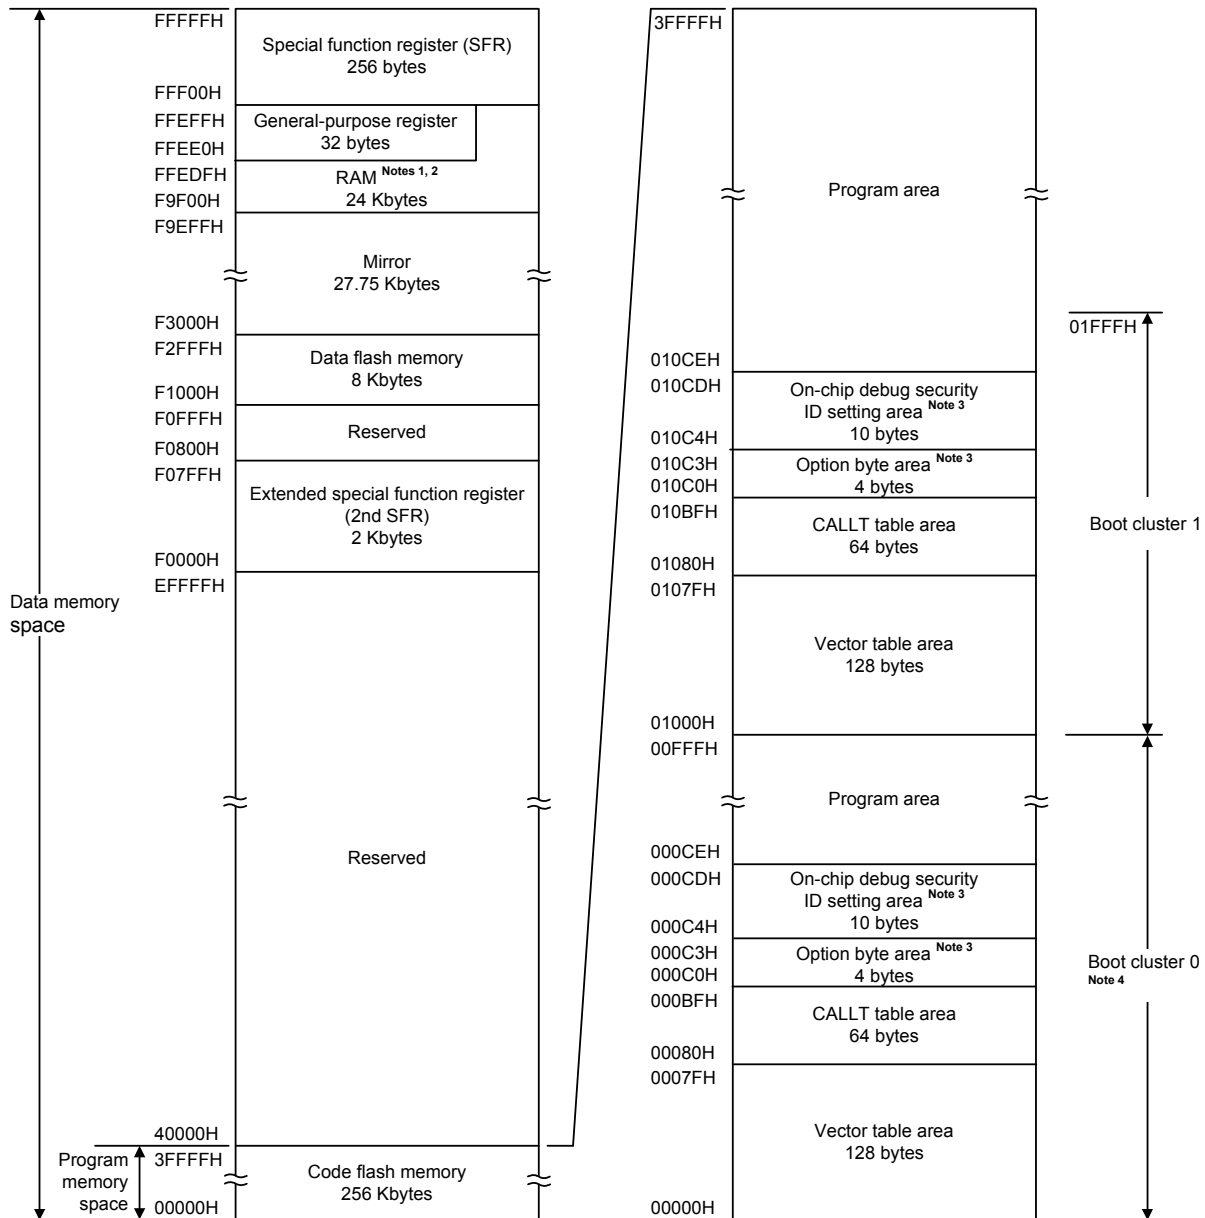 FFFFFH
Special function register (SFR)
256 bytes
FFF00H
FFEFFH
General-purpose register
32 bytes
FFEE0H
FFEDFH
RAM Notes 1, 2
24 Kbytes
F9F00H
F9EFFH
Mirror
27.75 Kbytes
F3000H
F2FFFH
Data flash memory
8 Kbytes
F1000H
F0FFFH
Reserved
F0800H
F07FFH
Extended special function register
(2nd SFR)
2 Kbytes
F0000H
EFFFFH
Data memory
space
Reserved
40000H
3FFFFH
Program
memory
space
Code flash memory
256 Kbytes
00000H
3FFFFH
Program area
01FFFH
010CEH
010CDH
On-chip debug security
ID setting area Note 3
10 bytes
010C4H
010C3H
Option byte area Note 3
4 bytes
010C0H
010BFH
CALLT table area
64 bytes
01080H
0107FH
Boot cluster 1
Vector table area
128 bytes
01000H
00FFFH
Program area
000CEH
000CDH
On-chip debug security
ID setting area Note 3
10 bytes
000C4H
000C3H
Option byte area Note 3
4 bytes
000C0H
000BFH
Boot cluster 0
Note 4
CALLT table area
64 bytes
00080H
0007FH
Vector table area
128 bytes
00000H